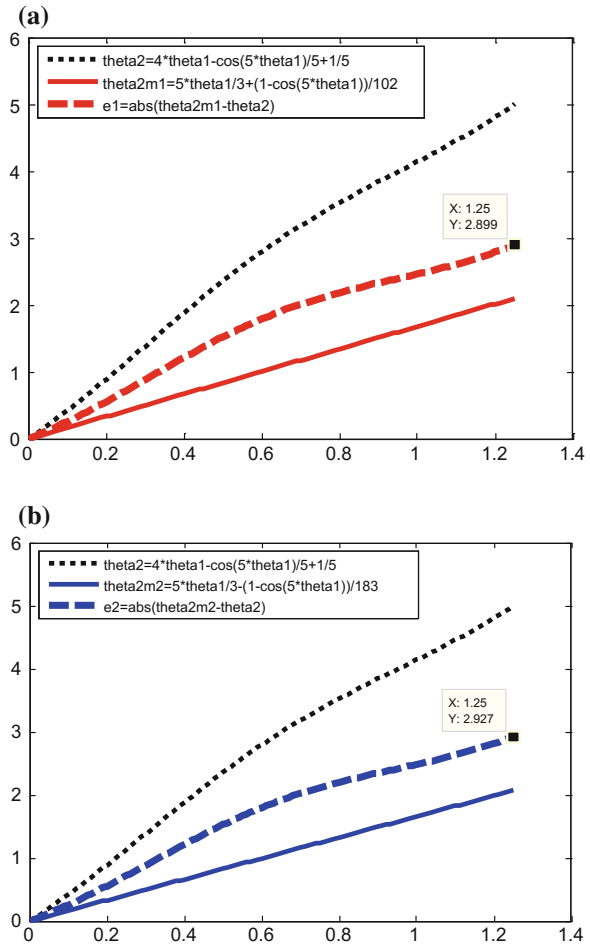 (a)
6
5
4
3
2
1
0
theta2=4*theta1-cos(5*theta1)/5+1/5
theta2m1=5*theta1/3+(1-cos(5*theta1))/102
e1=abs(theta2m1-theta2)
X: 1.25
Y: 2.899
0 0.2 0.4 0.6 0.8 1 1.2 1.4
(b)
6
5
4
3
2
1
0
theta2=4*theta1-cos(5*theta1)/5+1/5
theta2m2=5*theta1/3-(1-cos(5*theta1))/183
e2=abs(theta2m2-theta2)
X: 1.25
Y: 2.927
0 0.2 0.4 0.6 0.8 1 1.2 1.4